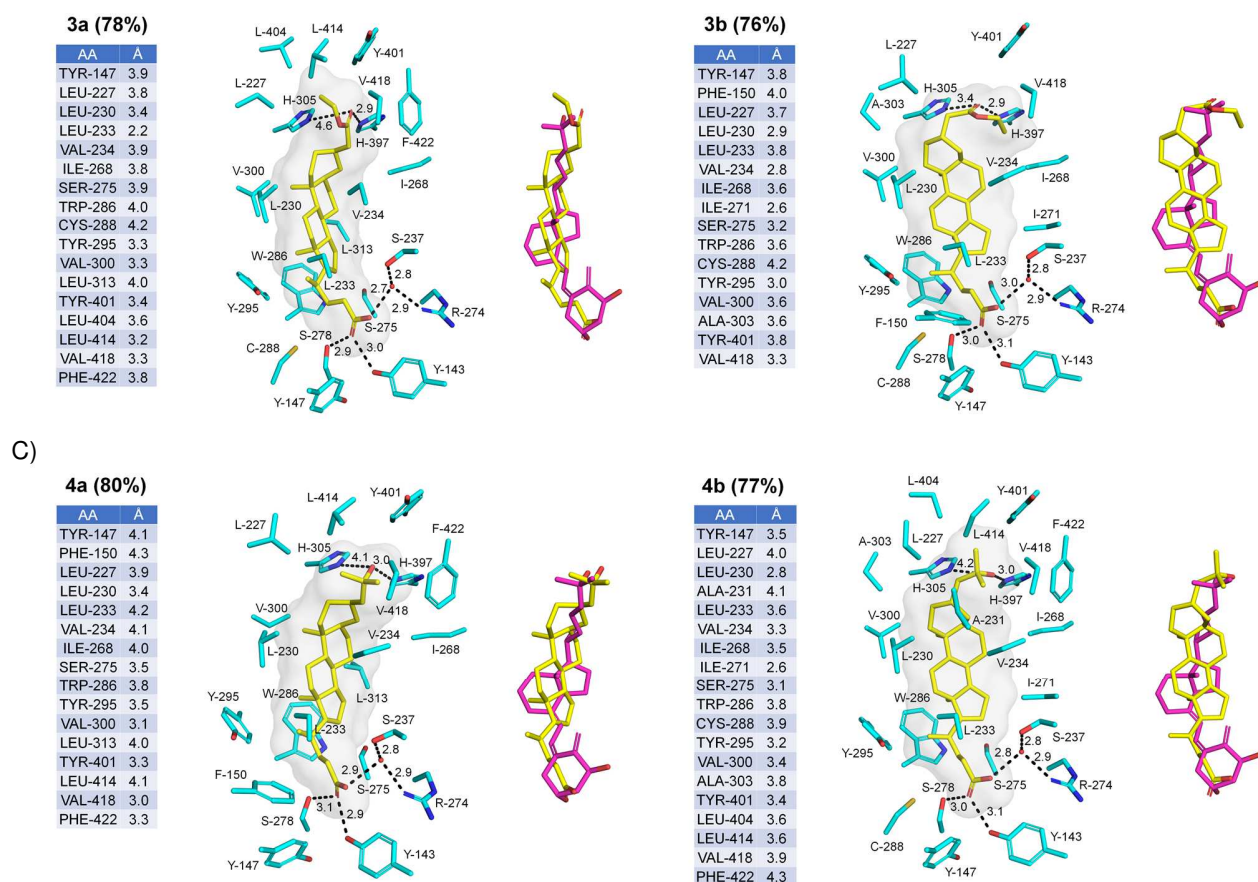 3a (78%)
AA Å
TYR-147 3.9
LEU-227 3.8
LEU-230 3.4
LEU-233 2.2
VAL-234 3.9
ILE-268 3.8
SER-275 3.9
TRP-286 4.0
CYS-288 4.2
TYR-295 3.3
VAL-300 3.3
LEU-313 4.0
TYR-401 3.4
LEU-404 3.6
LEU-414 3.2
VAL-418 3.3
PHE-422 3.8
L-404
L-414
Y-401
L-227
H-305
V-418
2.9
4.6
H-397
F-422
V-300
I-268
L-230
V-234
W-286
L-313
S-237
2.8
L-233
2.7
Y-295
2.9
R-274
S-275
S-278
C-288
2.9
3.0
Y-143
Y-147
3b (76%)
AA Å
TYR-147 3.8
PHE-150 4.0
LEU-227 3.7
LEU-230 2.9
LEU-233 3.8
VAL-234 2.8
ILE-268 3.6
ILE-271 2.6
SER-275 3.2
TRP-286 3.6
CYS-288 4.2
TYR-295 3.0
VAL-300 3.6
ALA-303 3.6
TYR-401 3.8
VAL-418 3.3
Y-401
L-227
H-305
V-418
3.4
2.9
A-303
H-397
V-300
V-234
L-230
I-268
I-271
W-286
S-237
L-233
2.8
Y-295
3.0
2.9
R-274
F-150
S-275
S-278
3.0
3.1
C-288
Y-143
Y-147
C)
4a (80%)
AA Å
TYR-147 4.1
PHE-150 4.3
LEU-227 3.9
LEU-230 3.4
LEU-233 4.2
VAL-234 4.1
ILE-268 4.0
SER-275 3.5
TRP-286 3.8
TYR-295 3.5
VAL-300 3.1
LEU-313 4.0
TYR-401 3.3
LEU-414 4.1
VAL-418 3.0
PHE-422 3.3
Y-401
L-414
L-227
F-422
H-305
4.1
3.0
H-397
V-418
V-300
V-234
L-230
I-268
W-286
L-313
Y-295
S-237
L-233
2.8
2.9
2.9
F-150
S-275
R-274
S-278
3.1
2.9
Y-147
Y-143
4b (77%)
AA Å
TYR-147 3.5
LEU-227 4.0
LEU-230 2.8
ALA-231 4.1
LEU-233 3.6
VAL-234 3.3
ILE-268 3.5
ILE-271 2.6
SER-275 3.1
TRP-286 3.8
CYS-288 3.9
TYR-295 3.2
VAL-300 3.4
ALA-303 3.8
TYR-401 3.4
LEU-404 3.6
LEU-414 3.6
VAL-418 3.9
PHE-422 4.3
L-404
Y-401
L-414
F-422
L-227
V-418
A-303
4.2
3.0
H-305
H-397
A-231
V-300
I-268
L-230
V-234
W-286
I-271
L-233
S-237
2.8
Y-295
2.8
2.9
R-274
S-278
S-275
3.0
3.1
C-288
Y-143
Y-147